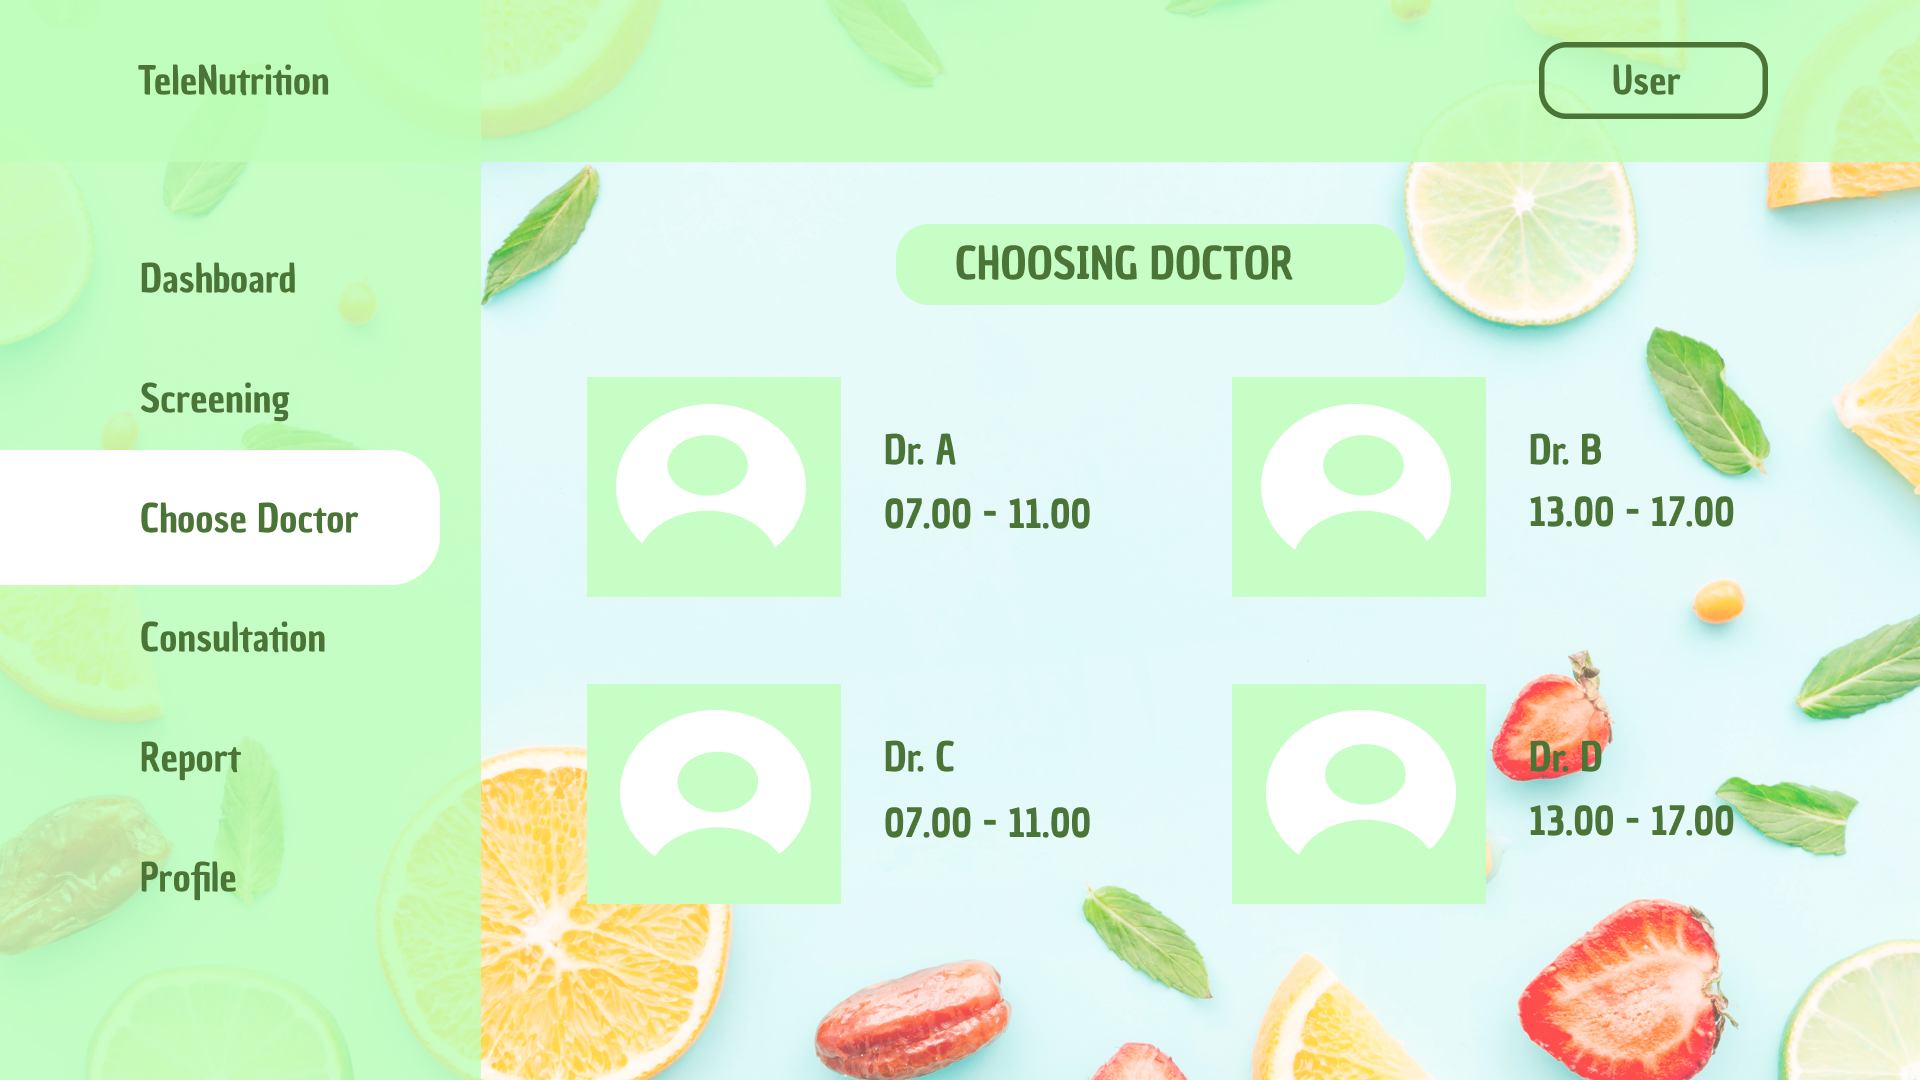 TeleNutrition
User
Dashboard
Screening
Choose Doctor
Consultation
Report
Profile
CHOOSING DOCTOR
Dr. A
07.00 - 11.00
Dr. B
13.00 - 17.00
Dr. C
07.00 - 11.00
Dr. D
13.00 - 17.00